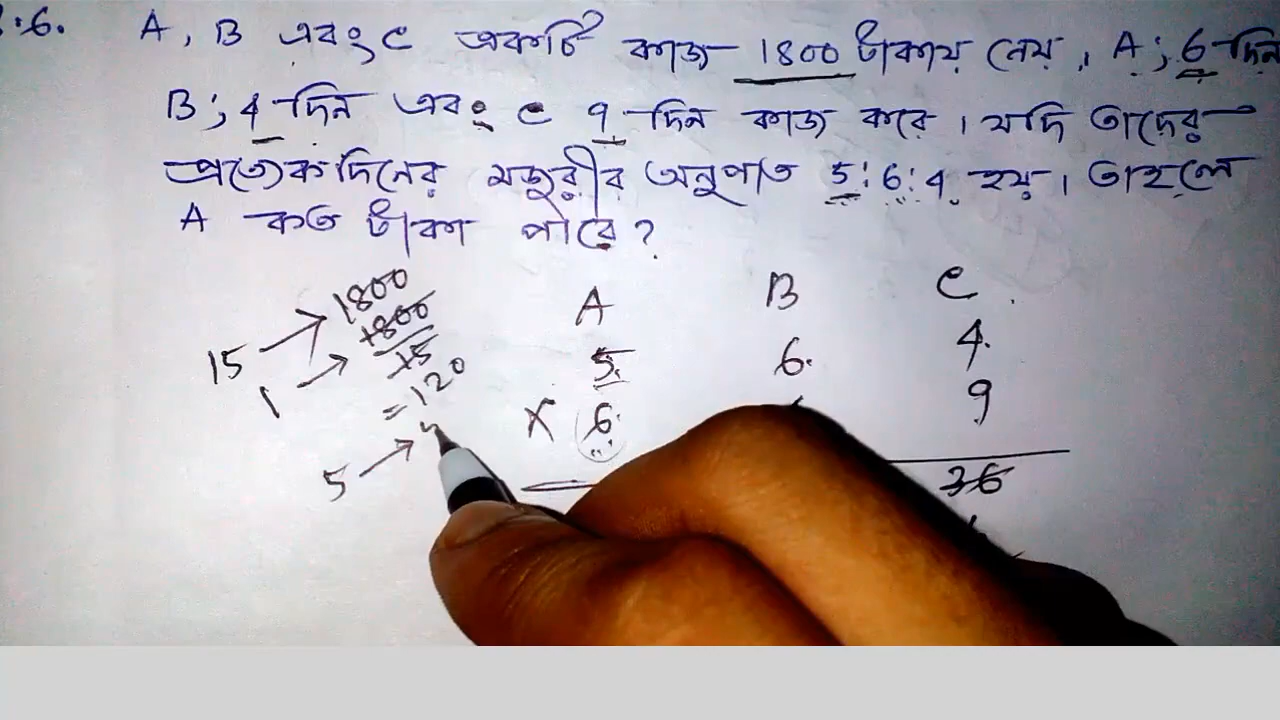 :6. A, B এবং C একটি কাজ 1800 টাকায় নেয়, A; 6 দিন
B; 4 দিন এবং C 9 দিন কাজ করে। যদি তাদের
প্রত্যেকদিনের মজুরীর অনুপাত 5:6:4 হয়। তাহলে
A কত টাকা পাবে?
A B C
5 6 4
X 6 9
36
15 → 1800
1 → 1800
15
= 120
5 →